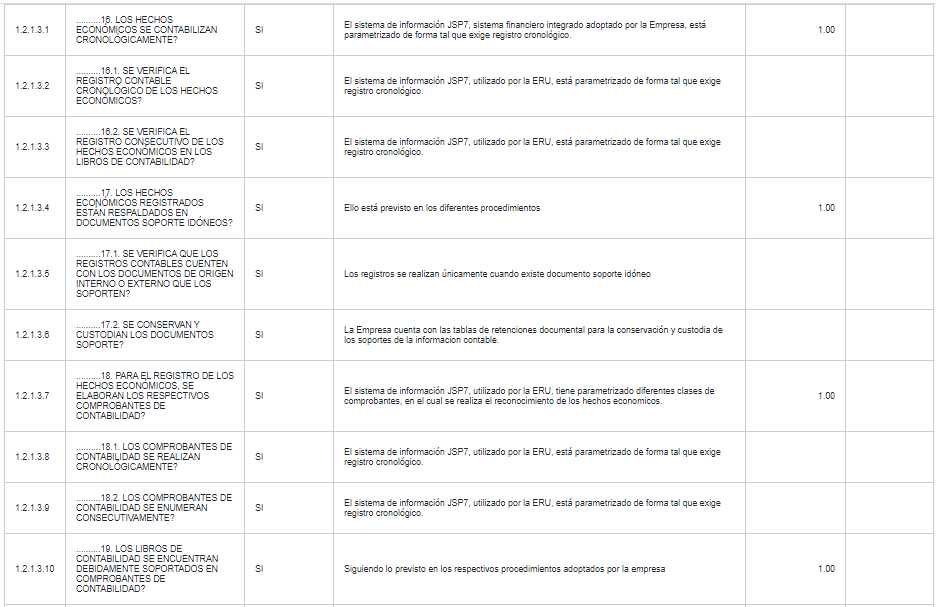 1.2.1.3.1
..........16. LOS HECHOS
ECONÓMICOS SE CONTABILIZAN
CRONOLÓGICAMENTE?
SI
El sistema de información JSP7, sistema financiero integrado adoptado por la Empresa, está
parametrizado de forma tal que exige registro cronológico.
1.00
1.2.1.3.2
..........16.1. SE VERIFICA EL
REGISTRO CONTABLE
CRONOLÓGICO DE LOS HECHOS
ECONÓMICOS?
SI
El sistema de información JSP7, utilizado por la ERU, está parametrizado de forma tal que exige
registro cronológico.
1.2.1.3.3
..........16.2. SE VERIFICA EL
REGISTRO CONSECUTIVO DE LOS
HECHOS ECONÓMICOS EN LOS
LIBROS DE CONTABILIDAD?
SI
El sistema de información JSP7, utilizado por la ERU, está parametrizado de forma tal que exige
registro cronológico.
1.2.1.3.4
..........17. LOS HECHOS
ECONÓMICOS REGISTRADOS
ESTÁN RESPALDADOS EN
DOCUMENTOS SOPORTE IDÓNEOS?
SI
Ello está previsto en los diferentes procedimientos
1.00
1.2.1.3.5
..........17.1. SE VERIFICA QUE LOS
REGISTROS CONTABLES CUENTEN
CON LOS DOCUMENTOS DE ORIGEN
INTERNO O EXTERNO QUE LOS
SOPORTEN?
SI
Los registros se realizan únicamente cuando existe documento soporte idóneo
1.2.1.3.6
..........17.2. SE CONSERVAN Y
CUSTODIAN LOS DOCUMENTOS
SOPORTE?
SI
La Empresa cuenta con las tablas de retenciones documental para la conservación y custodia de
los soportes de la informacion contable.
1.2.1.3.7
..........18. PARA EL REGISTRO DE LOS
HECHOS ECONÓMICOS, SE
ELABORAN LOS RESPECTIVOS
COMPROBANTES DE
CONTABILIDAD?
SI
El sistema de información JSP7, utilizado por la ERU, tiene parametrizado diferentes clases de
comprobantes, en el cual se realiza el reconocimiento de los hechos economicos.
1.00
1.2.1.3.8
..........18.1. LOS COMPROBANTES DE
CONTABILIDAD SE REALIZAN
CRONOLÓGICAMENTE?
SI
El sistema de información JSP7, utilizado por la ERU, está parametrizado de forma tal que exige
registro cronológico.
1.2.1.3.9
..........18.2. LOS COMPROBANTES DE
CONTABILIDAD SE ENUMERAN
CONSECUTIVAMENTE?
SI
El sistema de información JSP7, utilizado por la ERU, está parametrizado de forma tal que exige
registro cronológico.
1.2.1.3.10
..........19. LOS LIBROS DE
CONTABILIDAD SE ENCUENTRAN
DEBIDAMENTE SOPORTADOS EN
COMPROBANTES DE
CONTABILIDAD?
SI
Siguiendo lo previsto en los respectivos procedimientos adoptados por la empresa
1.00